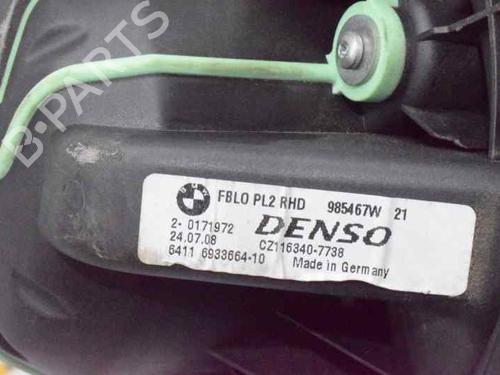 B-PARTS
BMW
FBLO PL2 RHD 985467W 21
2- 0171972 DENSO
24.07.08 CZ116340-7738
6411 6933664-10 Made in Germany